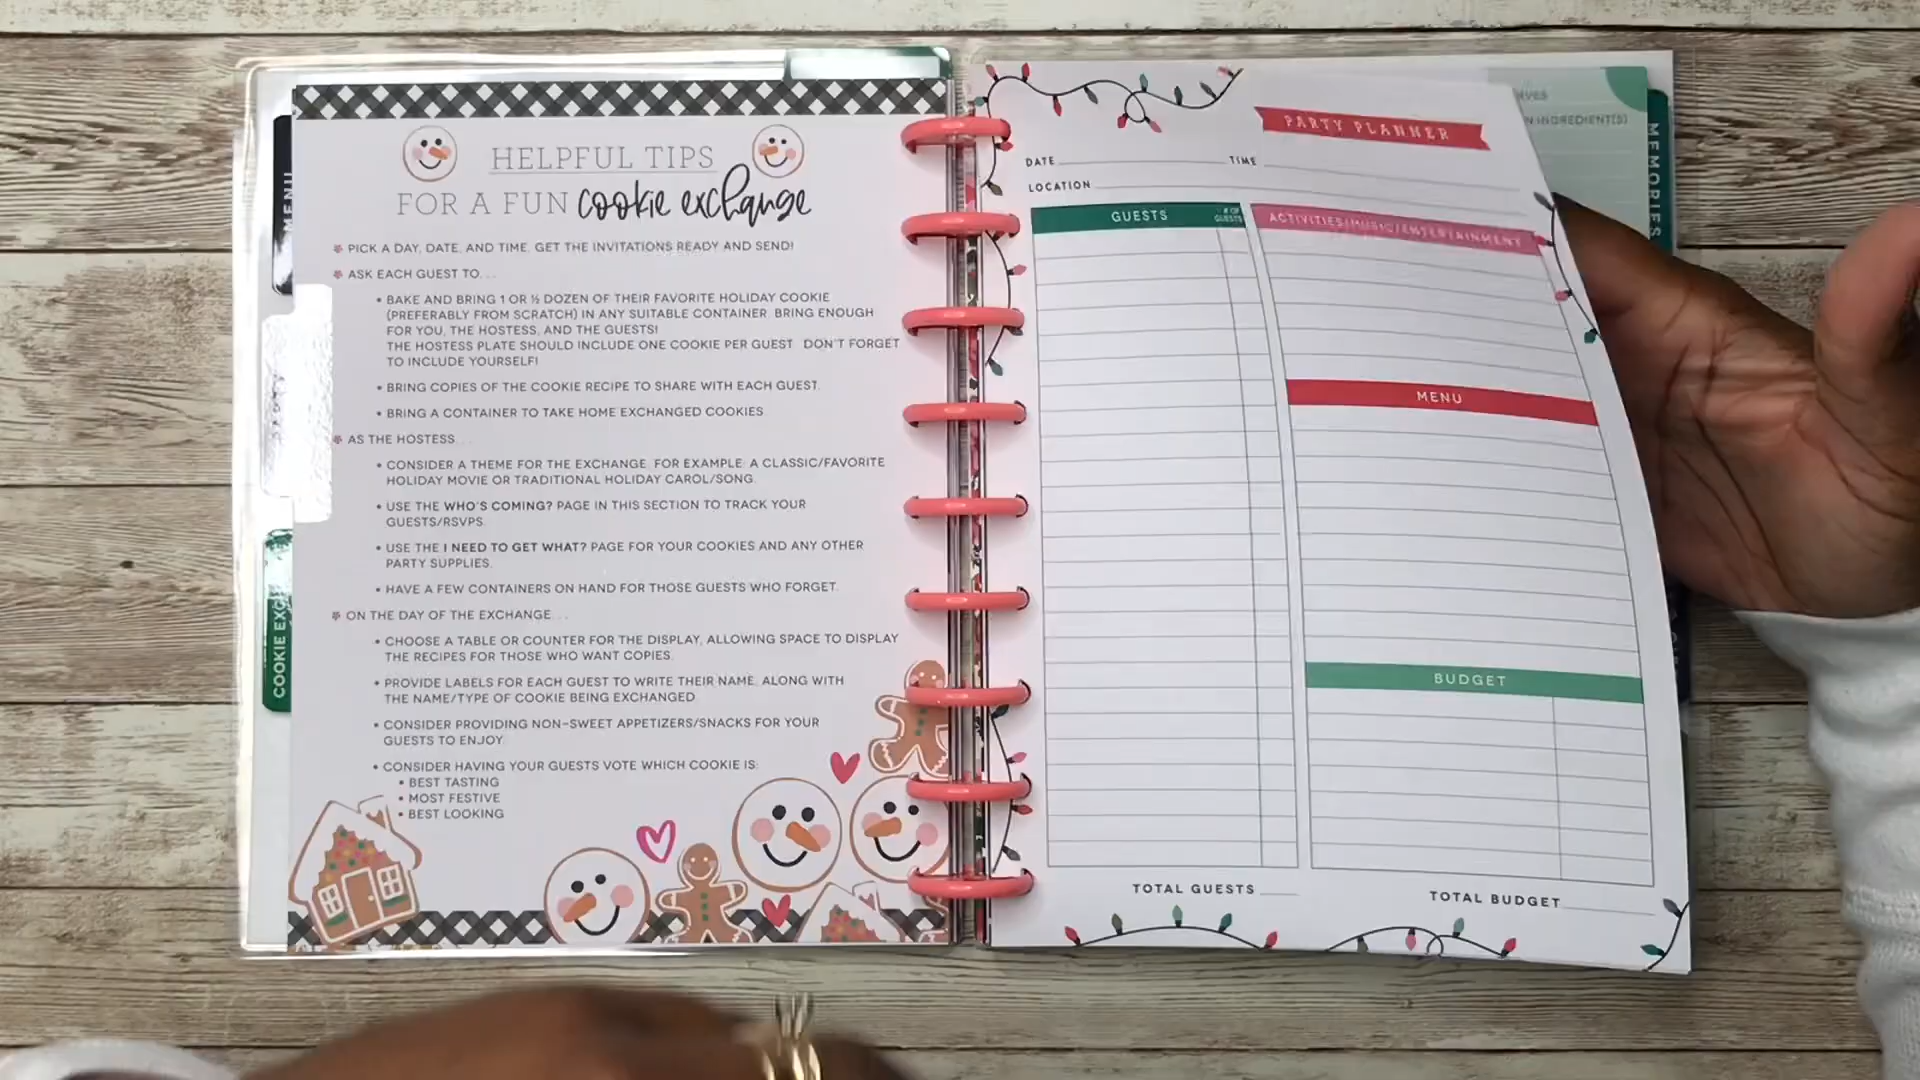 MENU
COOKIE EXC
HELPFUL TIPS
FOR A FUN cookie exchange
PICK A DAY, DATE, AND TIME. GET THE INVITATIONS READY AND SEND!
ASK EACH GUEST TO...
• BAKE AND BRING 1 OR ½ DOZEN OF THEIR FAVORITE HOLIDAY COOKIE
(PREFERABLY FROM SCRATCH) IN ANY SUITABLE CONTAINER. BRING ENOUGH
FOR YOU, THE HOSTESS, AND THE GUESTS!
THE HOSTESS PLATE SHOULD INCLUDE ONE COOKIE PER GUEST. DON'T FORGET
TO INCLUDE YOURSELF!
• BRING COPIES OF THE COOKIE RECIPE TO SHARE WITH EACH GUEST.
• BRING A CONTAINER TO TAKE HOME EXCHANGED COOKIES
AS THE HOSTESS...
• CONSIDER A THEME FOR THE EXCHANGE. FOR EXAMPLE: A CLASSIC/FAVORITE
HOLIDAY MOVIE OR TRADITIONAL HOLIDAY CAROL/SONG.
• USE THE WHO'S COMING? PAGE IN THIS SECTION TO TRACK YOUR
GUESTS/RSVPS.
• USE THE I NEED TO GET WHAT? PAGE FOR YOUR COOKIES AND ANY OTHER
PARTY SUPPLIES.
• HAVE A FEW CONTAINERS ON HAND FOR THOSE GUESTS WHO FORGET.
ON THE DAY OF THE EXCHANGE...
• CHOOSE A TABLE OR COUNTER FOR THE DISPLAY, ALLOWING SPACE TO DISPLAY
THE RECIPES FOR THOSE WHO WANT COPIES.
• PROVIDE LABELS FOR EACH GUEST TO WRITE THEIR NAME, ALONG WITH
THE NAME/TYPE OF COOKIE BEING EXCHANGED
• CONSIDER PROVIDING NON-SWEET APPETIZERS/SNACKS FOR YOUR
GUESTS TO ENJOY.
• CONSIDER HAVING YOUR GUESTS VOTE WHICH COOKIE IS:
• BEST TASTING
• MOST FESTIVE
• BEST LOOKING
PARTY PLANNER
DATE TIME
LOCATION
GUESTS # OF GUESTS
ACTIVITIES/MUSIC/ENTERTAINMENT
MENU
BUDGET
TOTAL GUESTS
TOTAL BUDGET
INGREDIENT(S)
MEMORIES